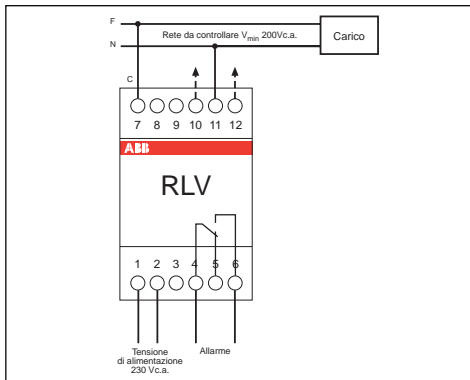 F
Rete da controllare Vmin 200Vc.a.
Carico
N
C
7 8 9 10 11 12
ABB
RLV
1 2 3 4 5 6
Tensione
di alimentazione
230 Vc.a.
Allarme